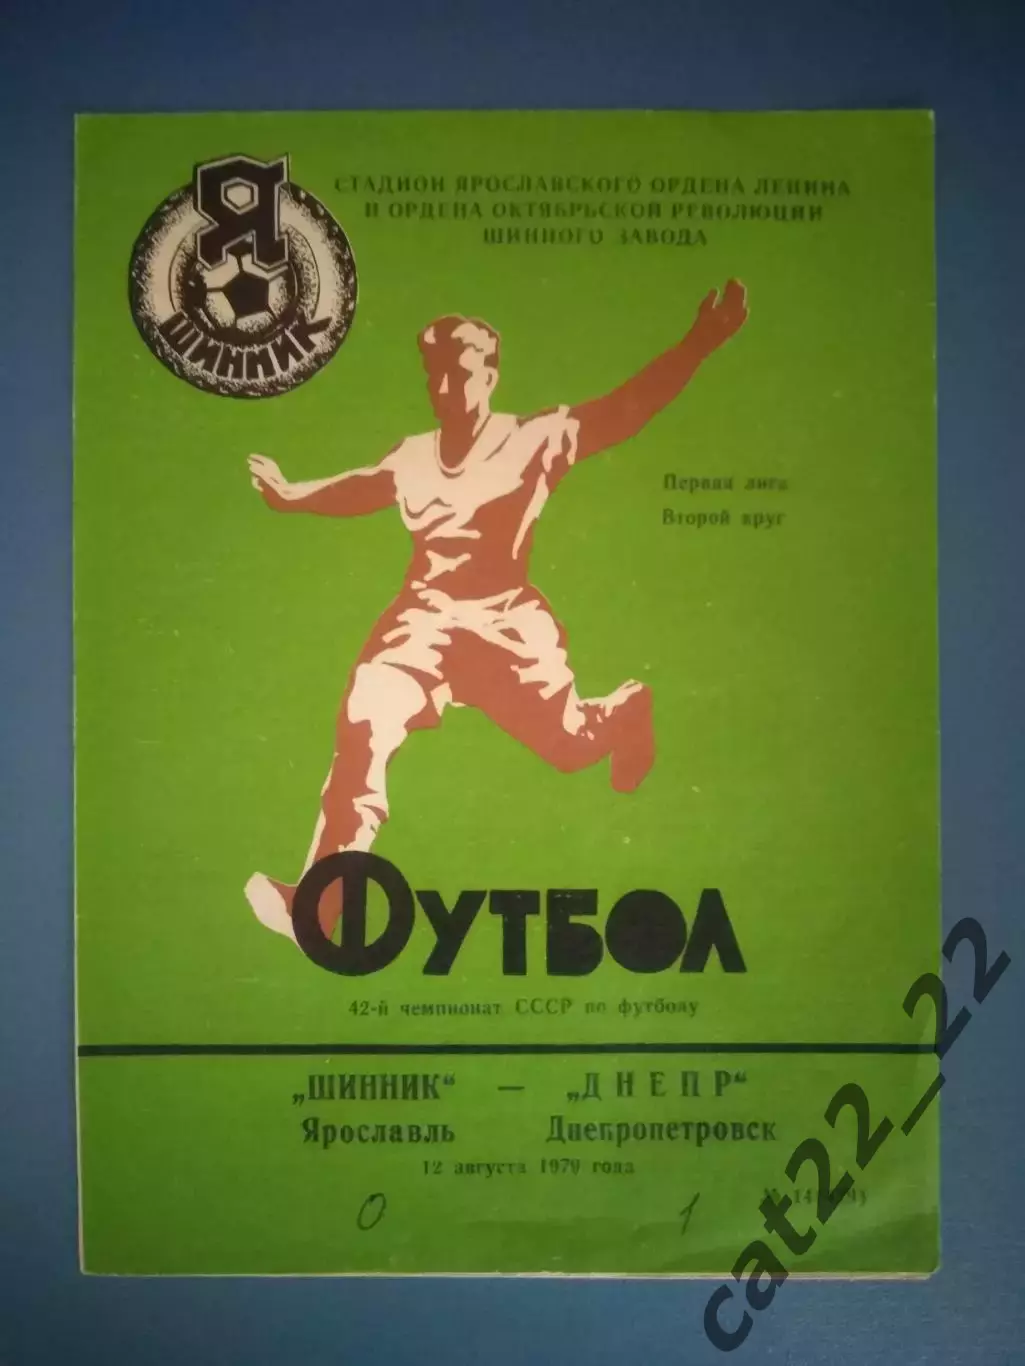 Я
ШИННИК
СТАДИОН ЯРОСЛАВСКОГО ОРДЕНА ЛЕНИНА
И ОРДЕНА ОКТЯБРЬСКОЙ РЕВОЛЮЦИИ
ШИННОГО ЗАВОДА
Первая лига
Второй круг
ФУТБОЛ
42-й чемпионат СССР по футболу
„ШИННИК“ — „ДНЕПР“
Ярославль Днепропетровск
12 августа 1979 года
0 1
cat22_22